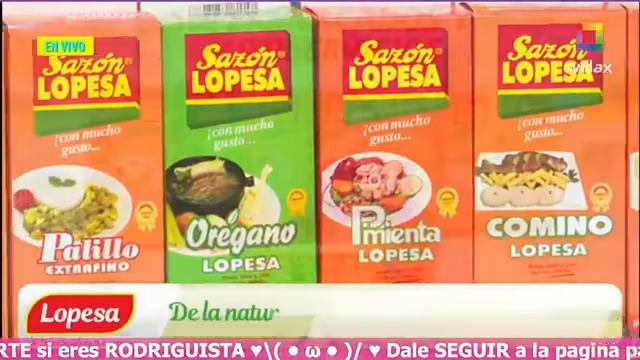 EN VIVO
willax
Sazón
LOPESA
¡con mucho
gusto...
Palillo
EXTRAFINO
Sazón
LOPESA
¡con mucho
gusto...
Orégano
LOPESA
Sazón
LOPESA
¡con mucho
gusto...
Pimienta
LOPESA
Sazón
LOPESA
¡con mucho
gusto...
COMINO
LOPESA
Lopesa
De la natur
RTE si eres RODRIGUISTA ♥\( ● ω ● )/ ♥ Dale SEGUIR a la pagina pa